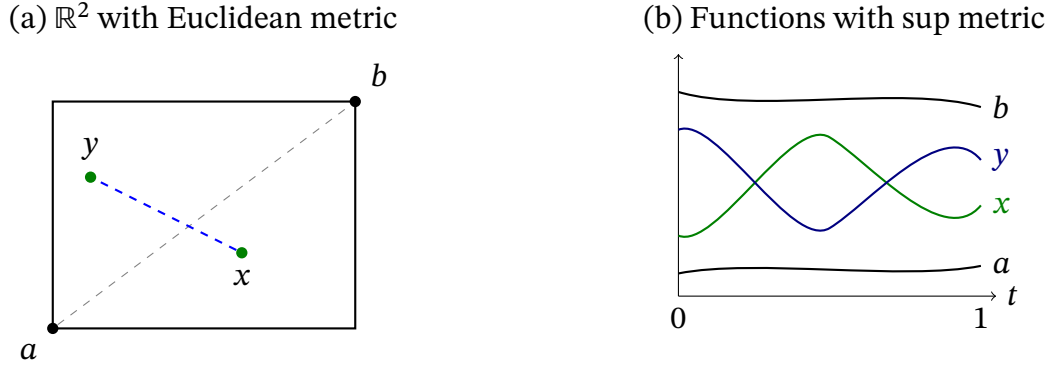 (a) ℝ² with Euclidean metric
b
y
x
a
(b) Functions with sup metric
b
y
x
a
t
0
1